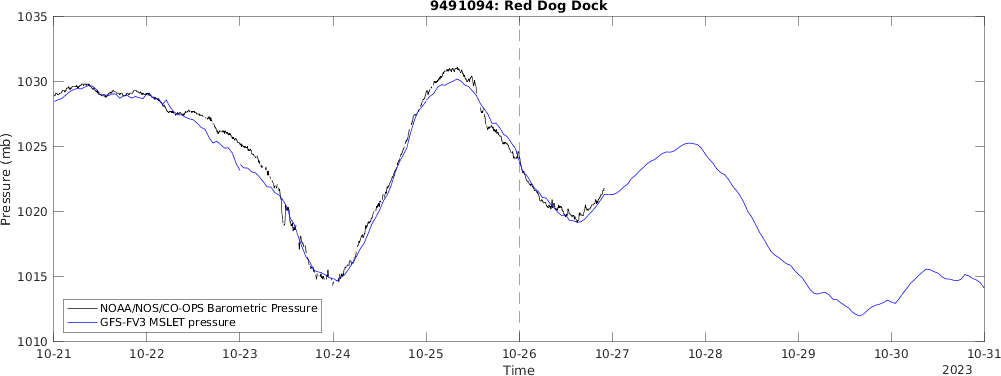 9491094: Red Dog Dock
1035
1030
1025
1020
1015
1010
Pressure (mb)
NOAA/NOS/CO-OPS Barometric Pressure
GFS-FV3 MSLET pressure
10-21 10-22 10-23 10-24 10-25 10-26 10-27 10-28 10-29 10-30 10-31
Time
2023